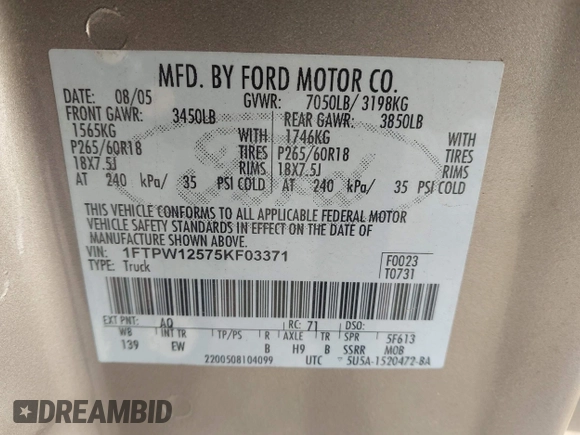 MFD. BY FORD MOTOR CO.
DATE: 08/05 GVWR: 7050LB/ 3198KG
FRONT GAWR: 3450LB REAR GAWR: 3850LB
1565KG WITH 1746KG WITH
P265/60R18 TIRES P265/60R18 TIRES
18X7.5J RIMS 18X7.5J RIMS
AT 240 kPa/ 35 PSI COLD AT 240 kPa/ 35 PSI COLD
THIS VEHICLE CONFORMS TO ALL APPLICABLE FEDERAL MOTOR
VEHICLE SAFETY STANDARDS IN EFFECT ON THE DATE OF
MANUFACTURE SHOWN ABOVE.
VIN: 1FTPW12575KF03371
TYPE: Truck
F0023
T0731
EXT PNT: AQ RC: 71 DSO:
WB INT TR TP/PS R AXLE TR SPR 5F613
139 EW B H9 B SSRR MOB
2200508104099 UTC 5U5A-1520472-BA
Ford
DREAMBID